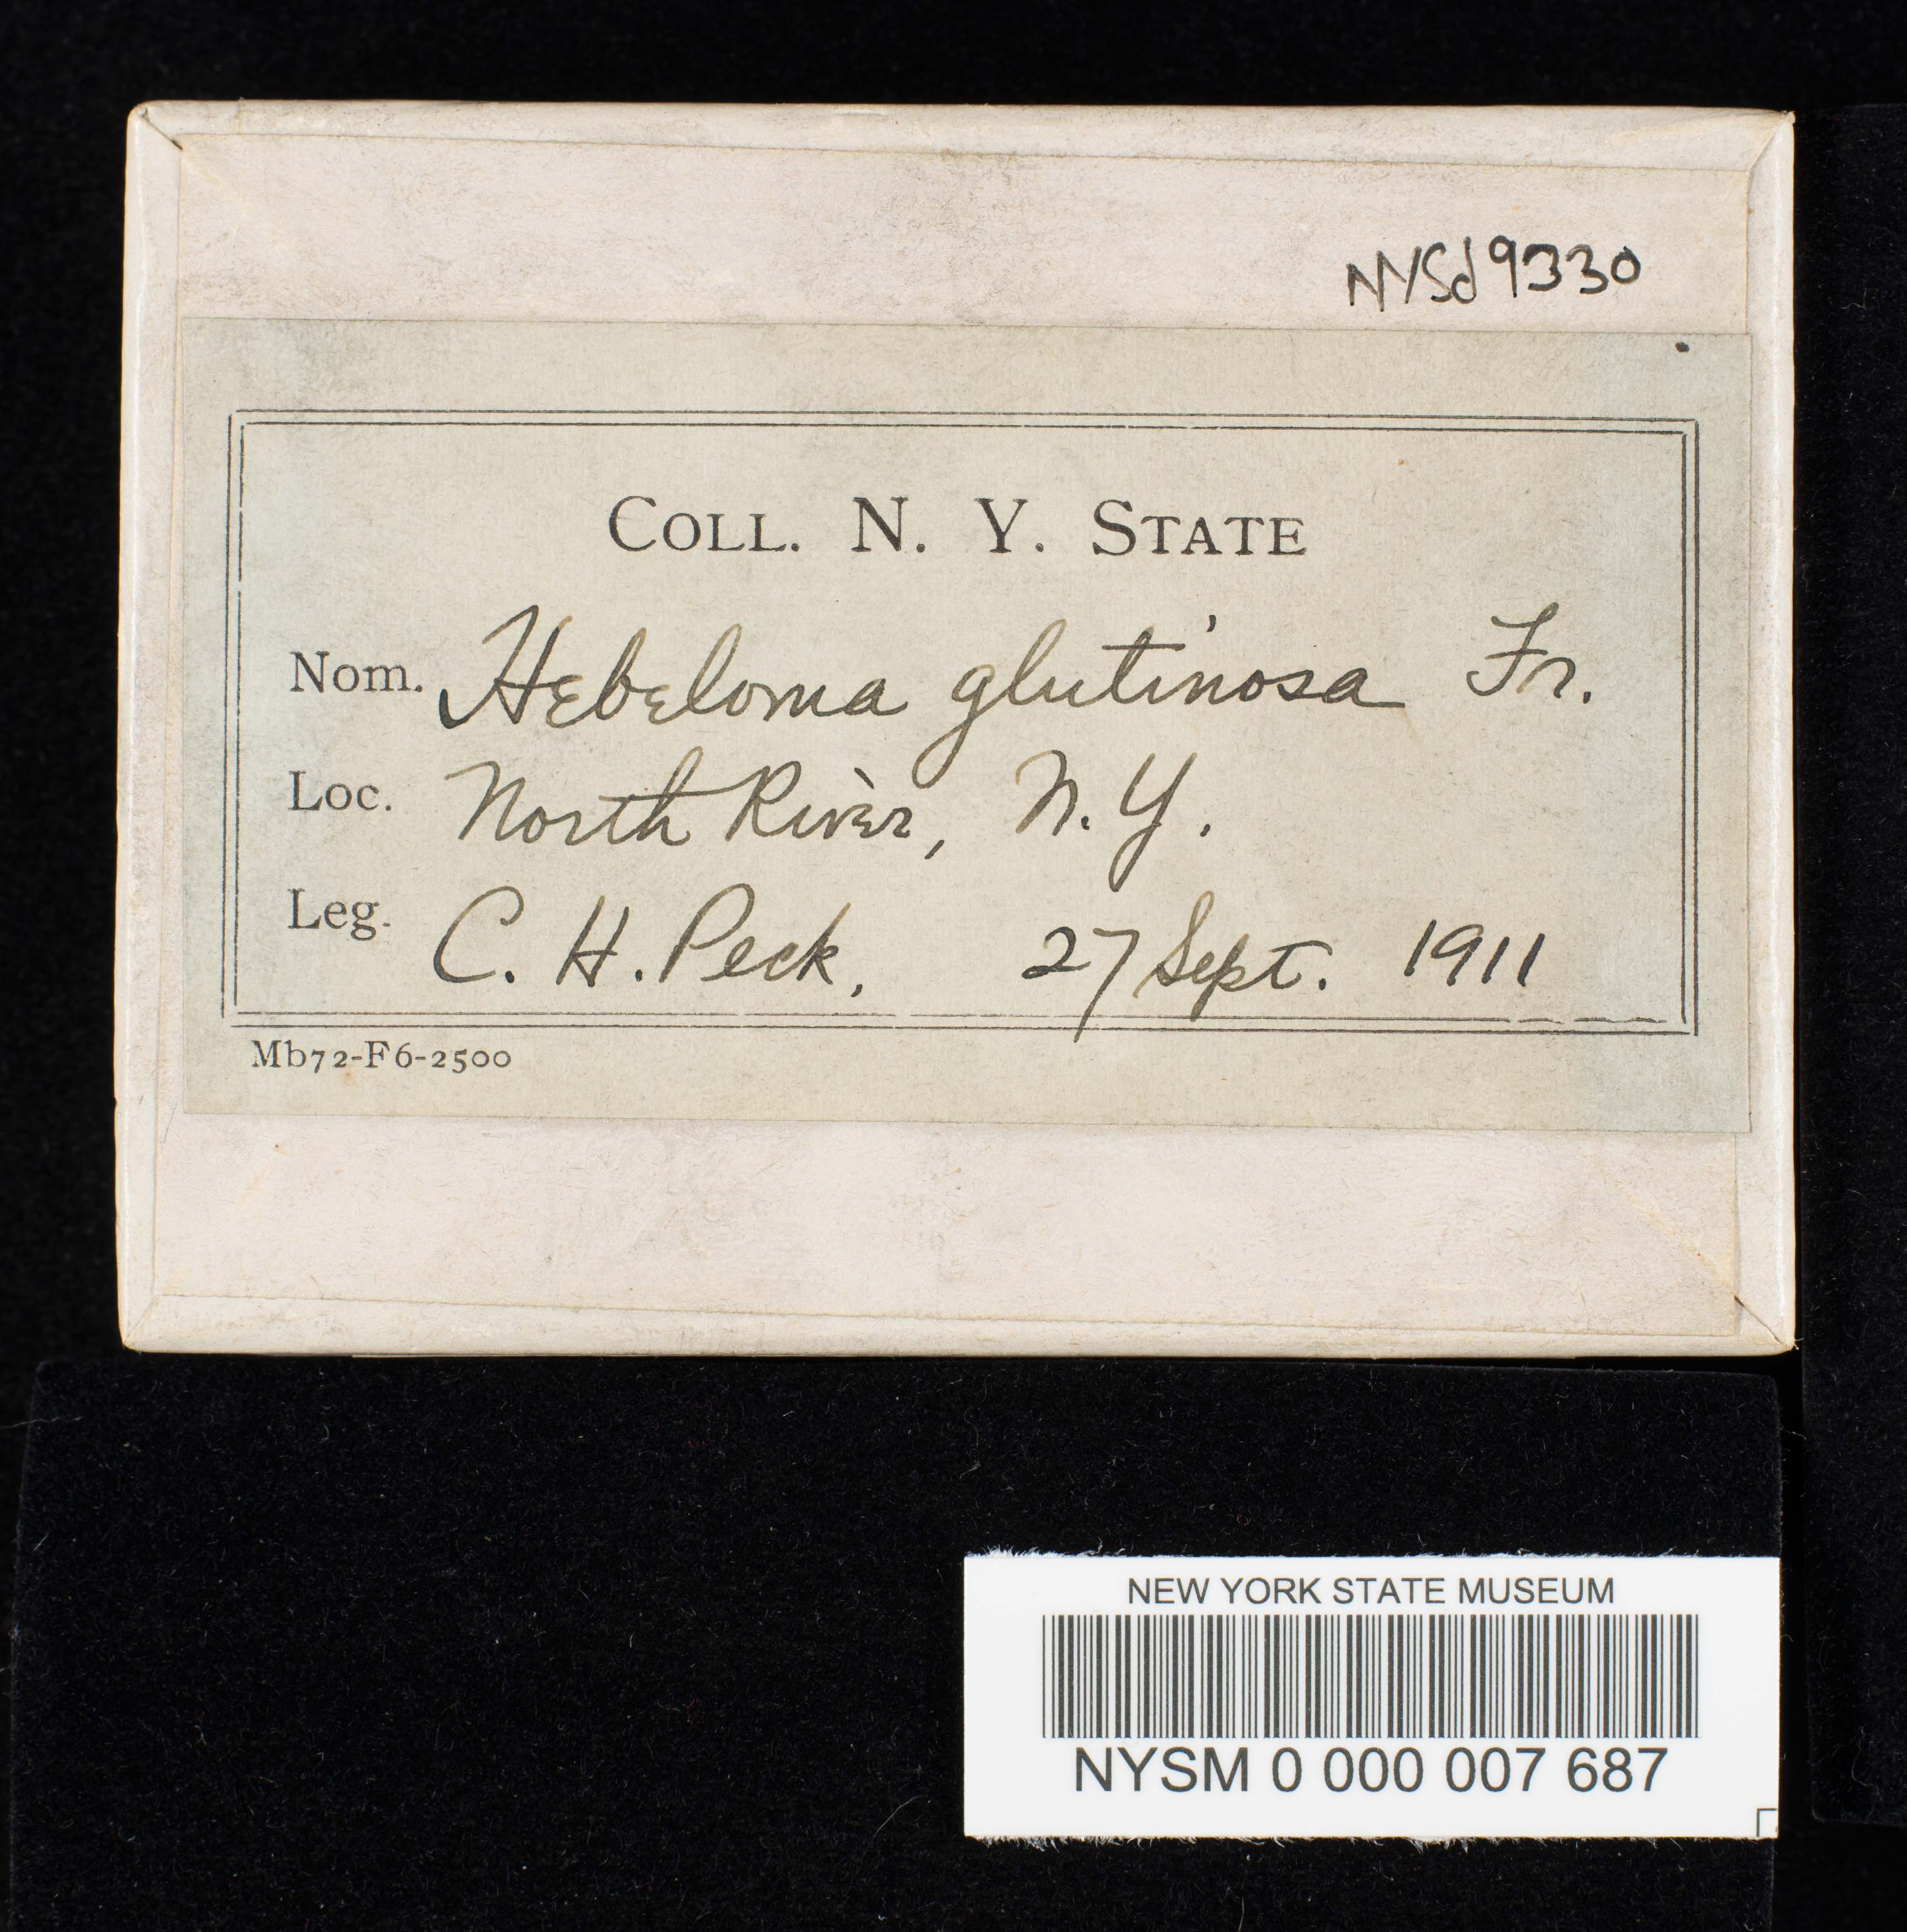 NYSd9330
COLL. N. Y. STATE
Nom. Hebeloma glutinosa Fr.
Loc. North River, N.Y.
Leg. C. H. Peck, 27 Sept. 1911
Mb72-F6-2500
NEW YORK STATE MUSEUM
NYSM 0 000 007 687